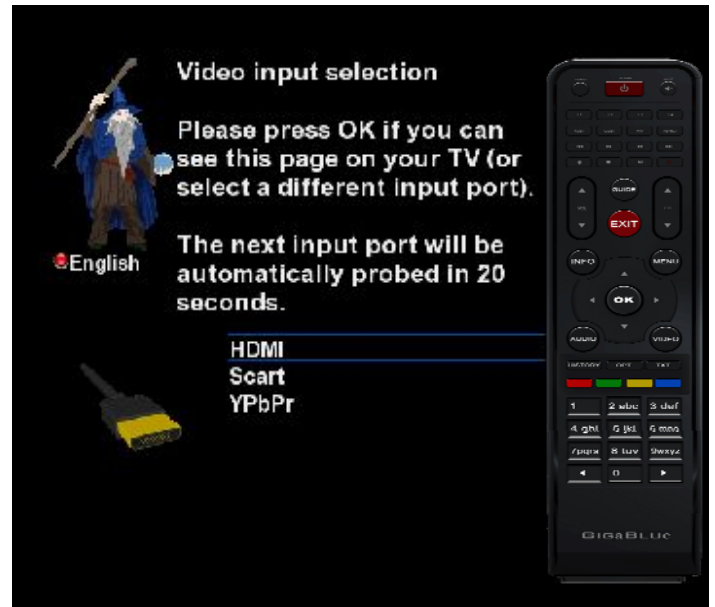 Video input selection
Please press OK if you can
see this page on your TV (or
select a different input port).
English
The next input port will be
automatically probed in 20
seconds.
HDMI
Scart
YPbPr
GUIDE
EXIT
INFO
MENU
OK
AUDIO
VIDEO
HISTORY OPT TXT
1 2 abc 3 def
4 ghi 5 jkl 6 mno
7pqrs 8 tuv 9wxyz
0
GIGABLUE